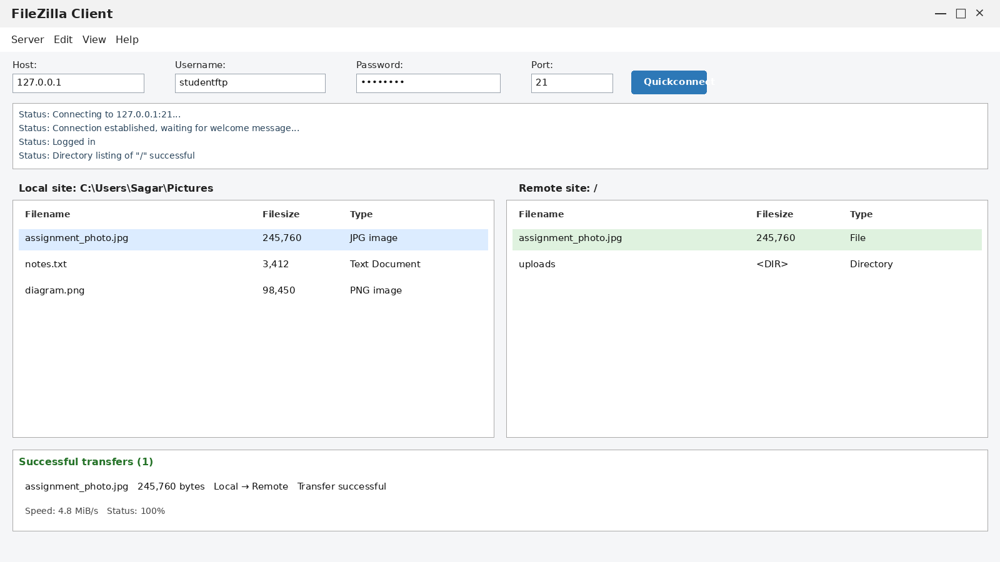 FileZilla Client
Server Edit View Help
Host: Username: Password: Port:
127.0.0.1 studentftp •••••••• 21 Quickconnect
Status: Connecting to 127.0.0.1:21...
Status: Connection established, waiting for welcome message...
Status: Logged in
Status: Directory listing of "/" successful
Local site: C:\Users\Sagar\Pictures
Filename Filesize Type
assignment_photo.jpg 245,760 JPG image
notes.txt 3,412 Text Document
diagram.png 98,450 PNG image
Remote site: /
Filename Filesize Type
assignment_photo.jpg 245,760 File
uploads <DIR> Directory
Successful transfers (1)
assignment_photo.jpg 245,760 bytes Local → Remote Transfer successful
Speed: 4.8 MiB/s Status: 100%